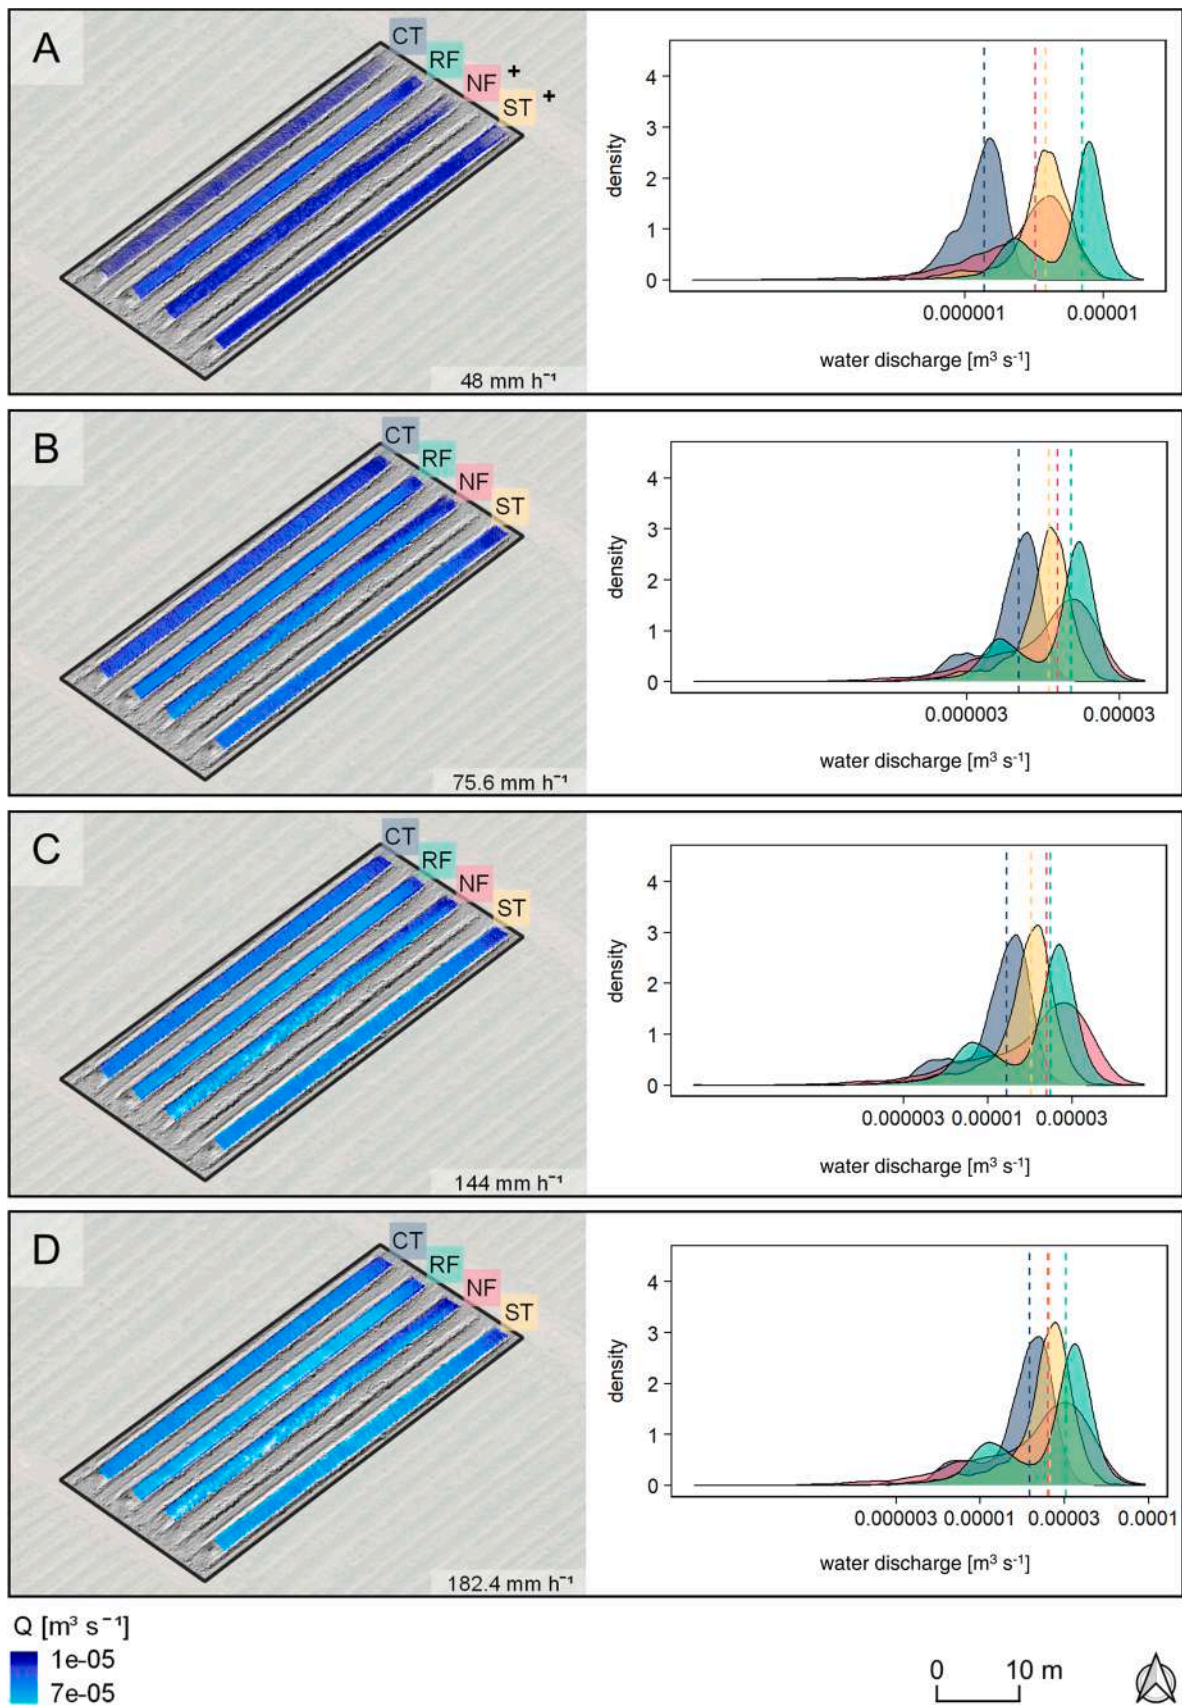 A
CT
RF
NF +
ST +
48 mm h⁻¹
density
4
3
2
1
0
0.000001 0.00001
water discharge [m³ s⁻¹]
B
CT
RF
NF
ST
75.6 mm h⁻¹
density
4
3
2
1
0
0.000003 0.00003
water discharge [m³ s⁻¹]
C
CT
RF
NF
ST
144 mm h⁻¹
density
4
3
2
1
0
0.000003 0.00001 0.00003
water discharge [m³ s⁻¹]
D
CT
RF
NF
ST
182.4 mm h⁻¹
density
4
3
2
1
0
0.000003 0.00001 0.00003 0.0001
water discharge [m³ s⁻¹]
Q [m³ s⁻¹]
1e-05
7e-05
0 10 m